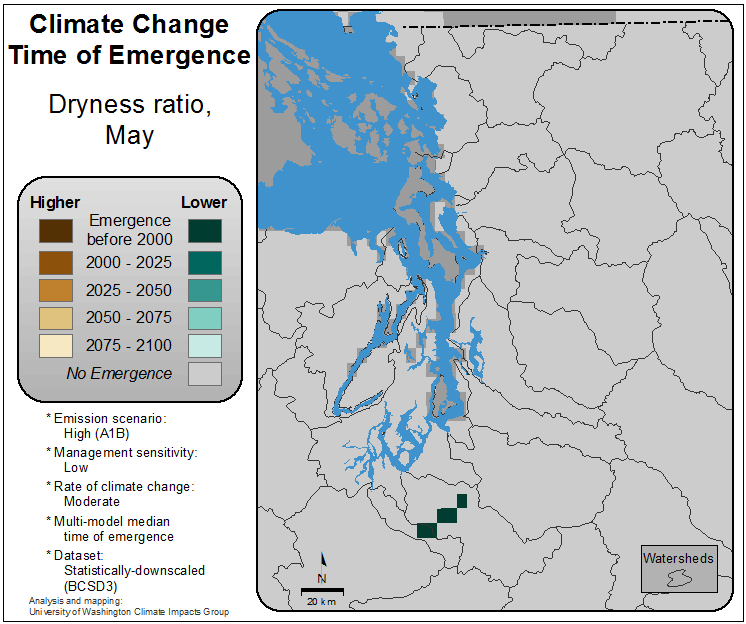 Climate Change
Time of Emergence
Dryness ratio,
May
Higher Lower
Emergence
before 2000
2000 - 2025
2025 - 2050
2050 - 2075
2075 - 2100
No Emergence
* Emission scenario:
High (A1B)
* Management sensitivity:
Low
* Rate of climate change:
Moderate
* Multi-model median
time of emergence
* Dataset:
Statistically-downscaled
(BCSD3)
Analysis and mapping:
University of Washington Climate Impacts Group
N
20 km
Watersheds